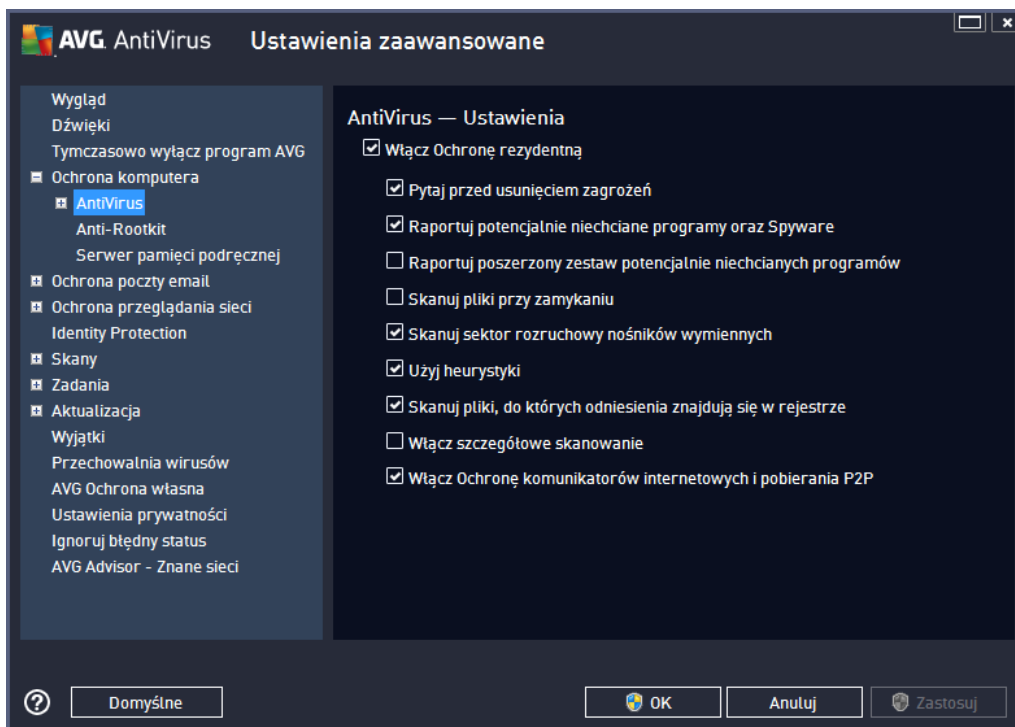 AVG. AntiVirus Ustawienia zaawansowane
Wygląd
Dźwięki
Tymczasowo wyłącz program AVG
Ochrona komputera
AntiVirus
Anti-Rootkit
Serwer pamięci podręcznej
Ochrona poczty email
Ochrona przeglądania sieci
Identity Protection
Skany
Zadania
Aktualizacja
Wyjątki
Przechowalnia wirusów
AVG Ochrona własna
Ustawienia prywatności
Ignoruj błędny status
AVG Advisor - Znane sieci
AntiVirus — Ustawienia
Włącz Ochronę rezydentną
Pytaj przed usunięciem zagrożeń
Raportuj potencjalnie niechciane programy oraz Spyware
Raportuj poszerzony zestaw potencjalnie niechcianych programów
Skanuj pliki przy zamykaniu
Skanuj sektor rozruchowy nośników wymiennych
Użyj heurystyki
Skanuj pliki, do których odniesienia znajdują się w rejestrze
Włącz szczegółowe skanowanie
Włącz Ochronę komunikatorów internetowych i pobierania P2P
Domyślne OK Anuluj Zastosuj